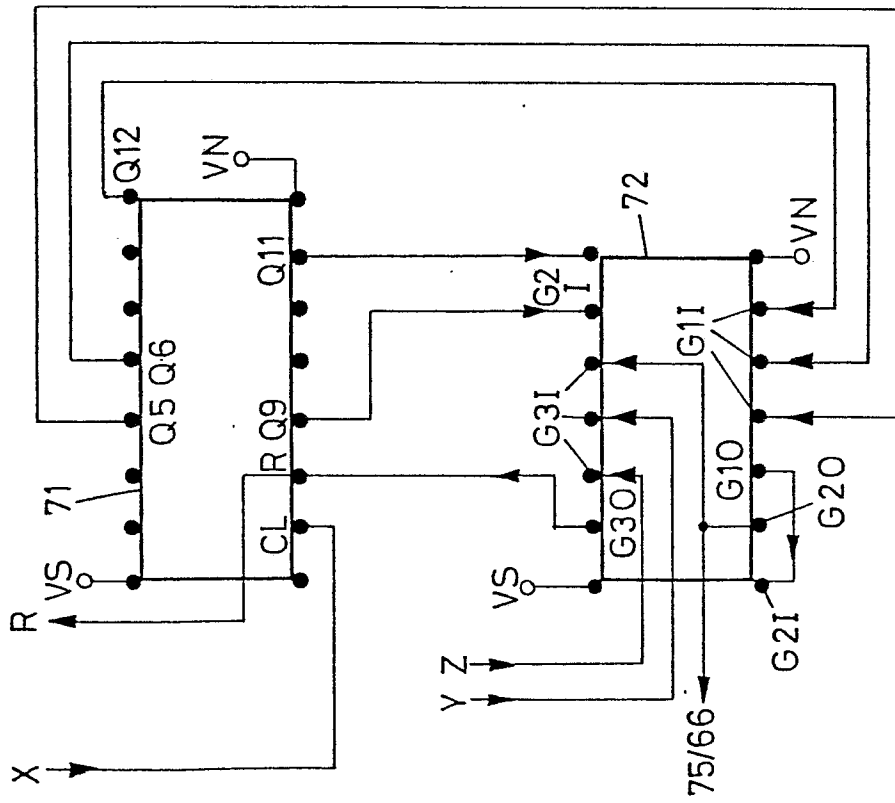 Q12
VN
71
Q5 Q6
VS
R
CL
R Q9
Q11
X
72
G2
I
G3I
G3O
VS
Y Z
G1I
VN
G1O
G2O
G2I
75/66